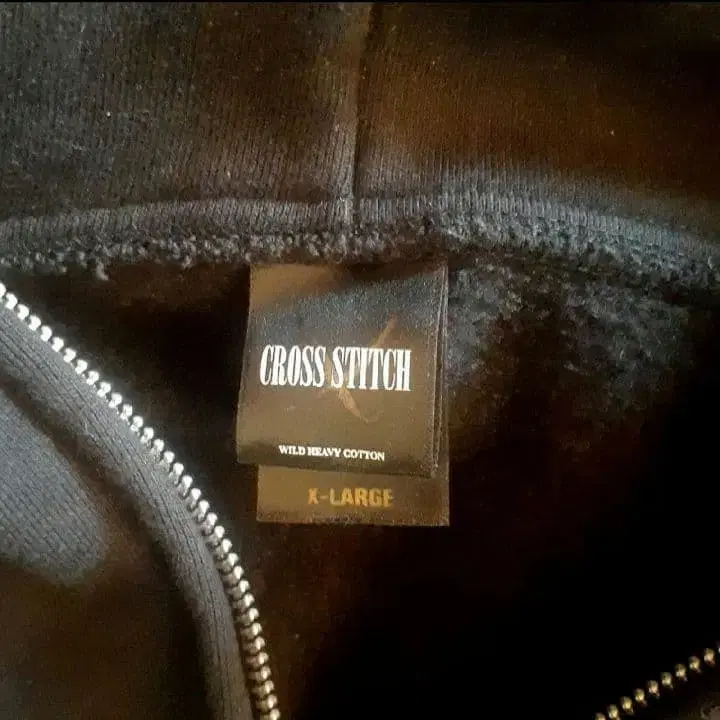 CROSS STITCH
WILD HEAVY COTTON
X-LARGE